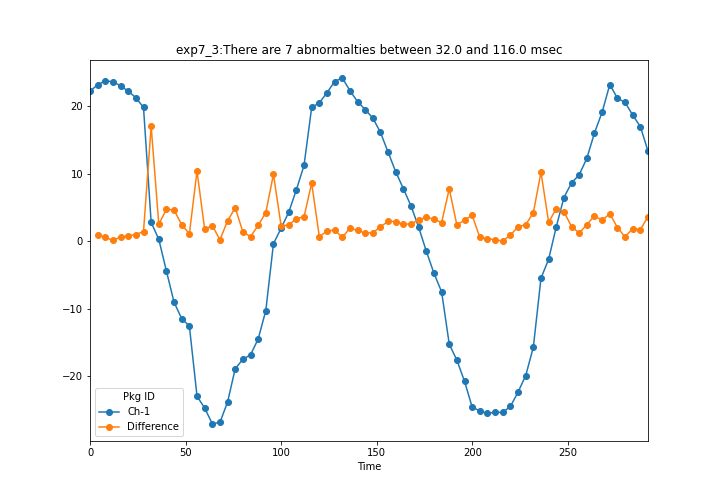 exp7_3:There are 7 abnormalties between 32.0 and 116.0 msec
20
10
0
−10
−20
Pkg ID
Ch-1
Difference
0 50 100 150 200 250
Time